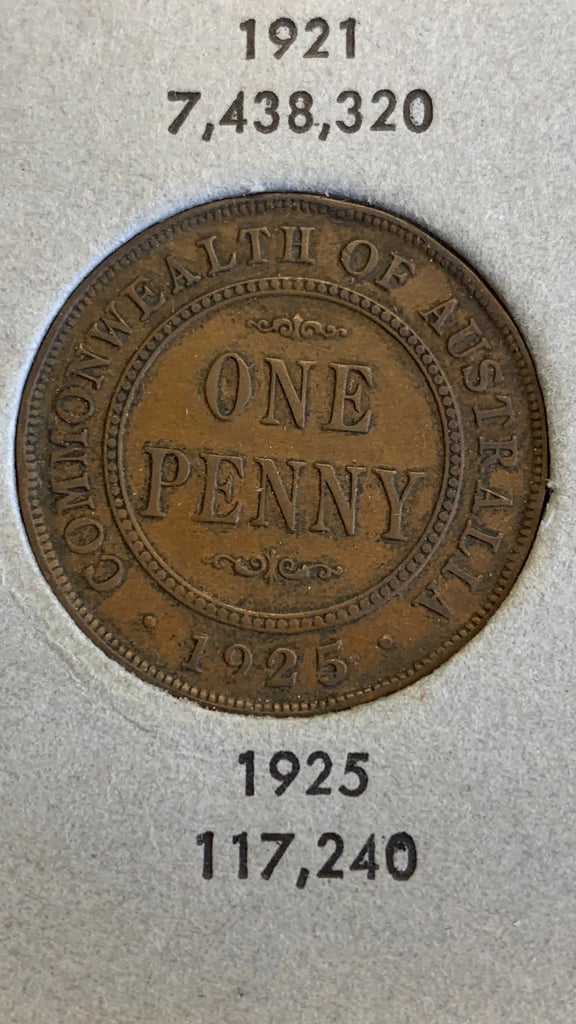 1921
7,438,320
COMMONWEALTH OF AUSTRALIA
ONE
PENNY
· 1925 ·
1925
117,240